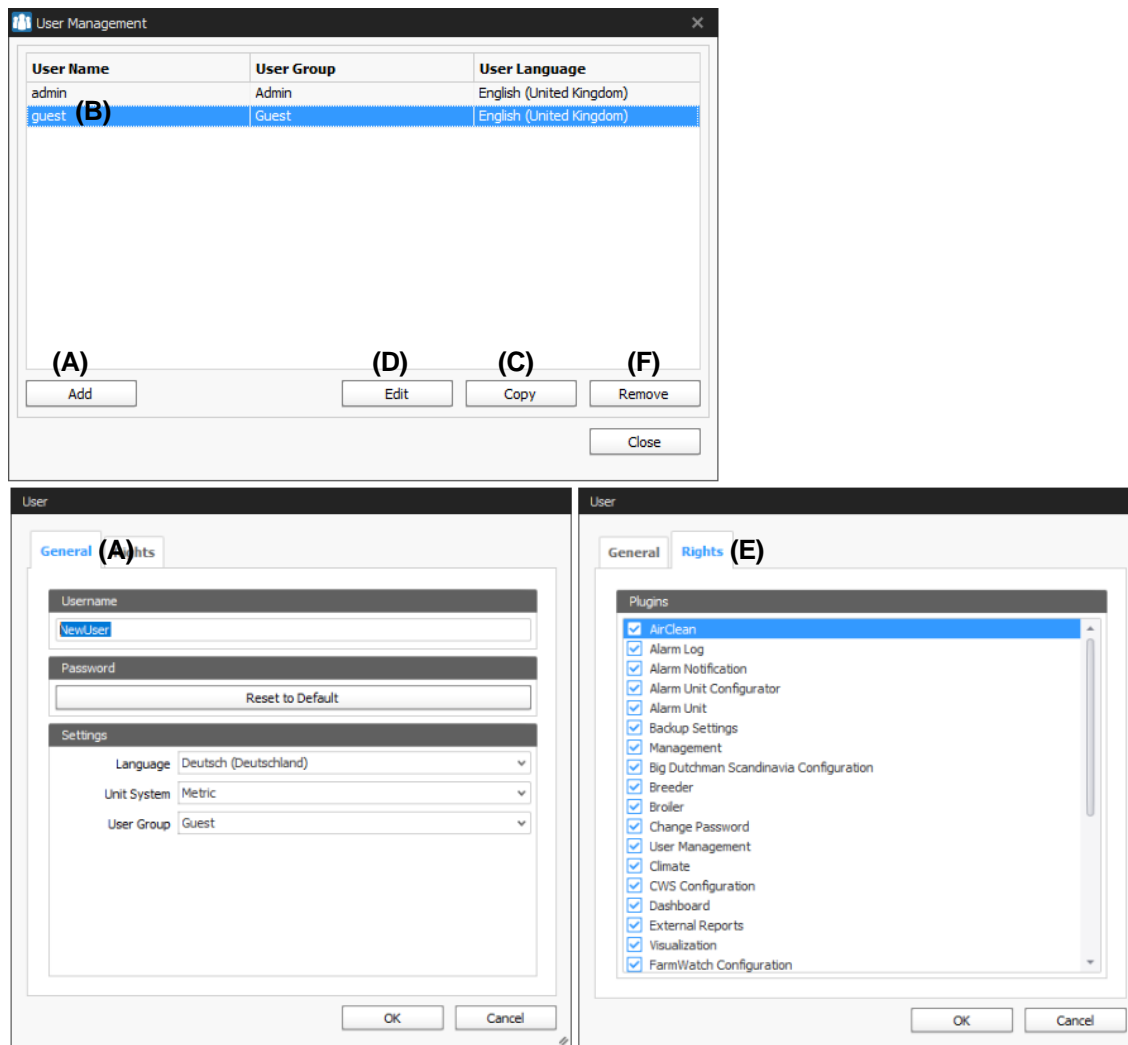 User Management
User Name User Group User Language
admin Admin English (United Kingdom)
guest (B) Guest English (United Kingdom)
(A) (D) (C) (F)
Add Edit Copy Remove
Close
User
General (A) Rights
Username
NewUser
Password
Reset to Default
Settings
Language Deutsch (Deutschland)
Unit System Metric
User Group Guest
OK Cancel
User
General Rights (E)
Plugins
AirClean
Alarm Log
Alarm Notification
Alarm Unit Configurator
Alarm Unit
Backup Settings
Management
Big Dutchman Scandinavia Configuration
Breeder
Broiler
Change Password
User Management
Climate
CWS Configuration
Dashboard
External Reports
Visualization
FarmWatch Configuration
OK Cancel